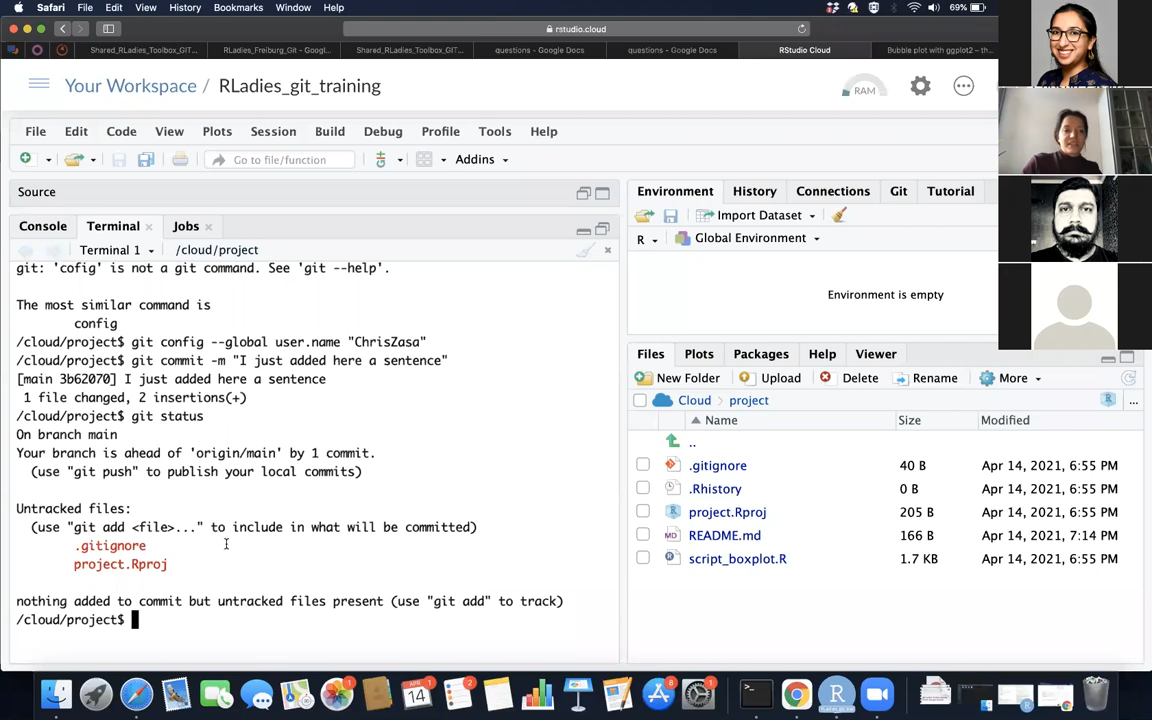 Safari File Edit View History Bookmarks Window Help 69%
rstudio.cloud
Shared_RLadies_Toolbox_GIT... RLadies_Freiburg_Git - Googl... Shared_RLadies_Toolbox_GIT... questions - Google Docs questions - Google Docs RStudio Cloud Bubble plot with ggplot2 – th...
Your Workspace / RLadies_git_training
RAM
File Edit Code View Plots Session Build Debug Profile Tools Help
Go to file/function Addins
Source
Environment History Connections Git Tutorial
Import Dataset
R Global Environment
Environment is empty
Console Terminal Jobs
Terminal 1 /cloud/project
git: 'cofig' is not a git command. See 'git --help'.
The most similar command is
config
/cloud/project$ git config --global user.name "ChrisZasa"
/cloud/project$ git commit -m "I just added here a sentence"
[main 3b62070] I just added here a sentence
1 file changed, 2 insertions(+)
/cloud/project$ git status
On branch main
Your branch is ahead of 'origin/main' by 1 commit.
(use "git push" to publish your local commits)
Untracked files:
(use "git add <file>..." to include in what will be committed)
.gitignore
project.Rproj
nothing added to commit but untracked files present (use "git add" to track)
/cloud/project$
Files Plots Packages Help Viewer
New Folder Upload Delete Rename More
Cloud project ...
Name Size Modified
..
.gitignore 40 B Apr 14, 2021, 6:55 PM
.Rhistory 0 B Apr 14, 2021, 6:55 PM
project.Rproj 205 B Apr 14, 2021, 6:55 PM
README.md 166 B Apr 14, 2021, 7:14 PM
script_boxplot.R 1.7 KB Apr 14, 2021, 6:55 PM